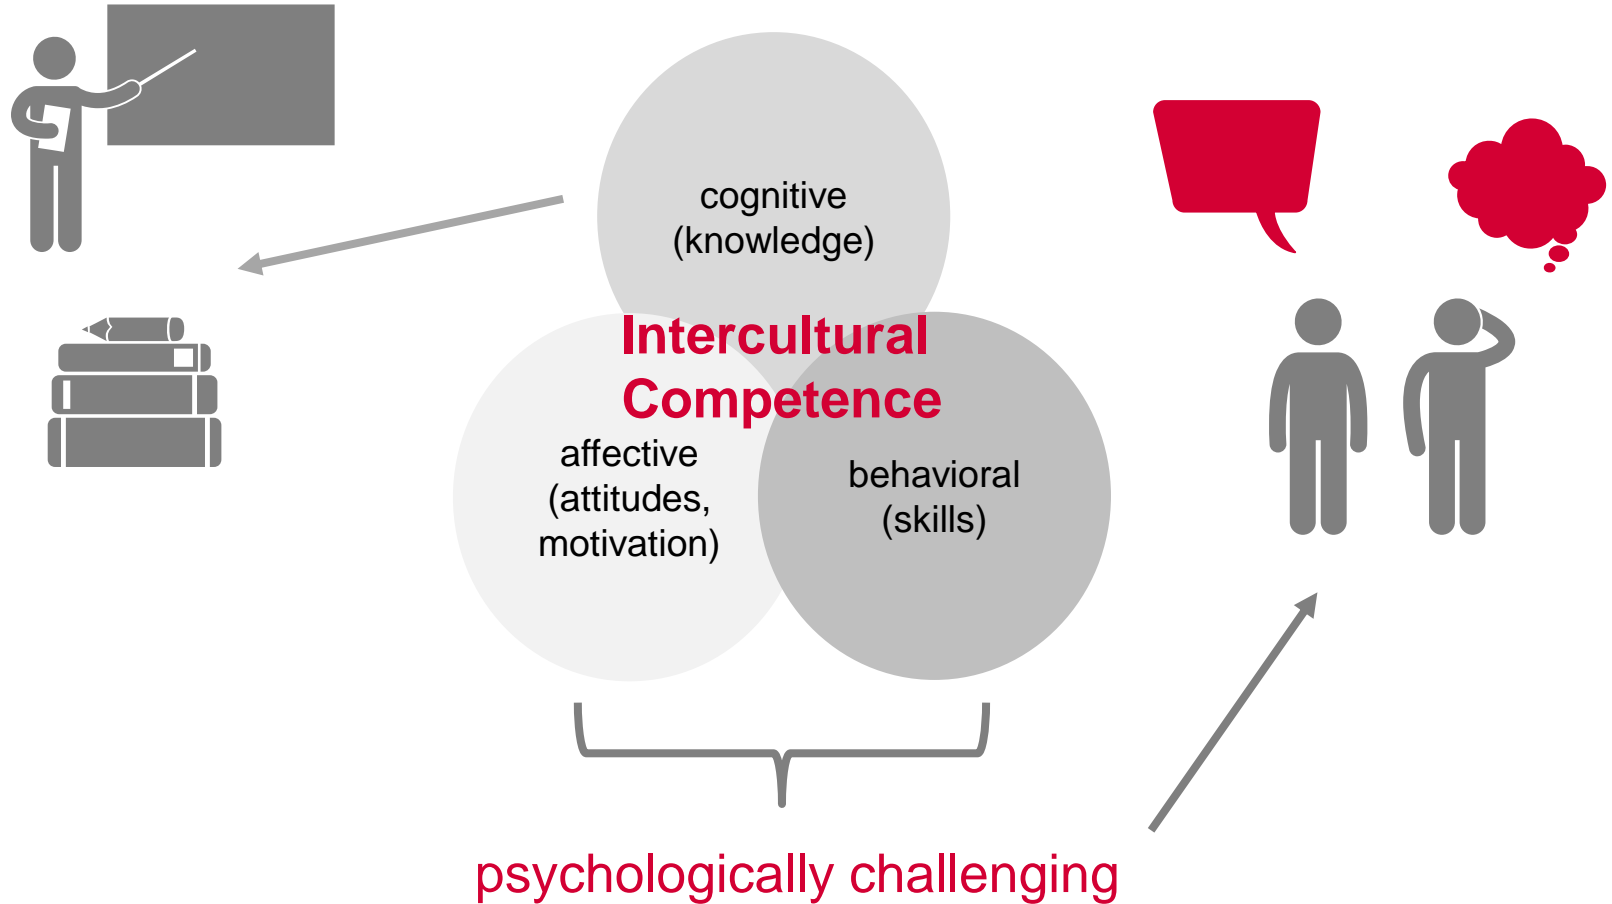 cognitive
(knowledge)
Intercultural
Competence
affective
(attitudes,
motivation)
behavioral
(skills)
psychologically challenging